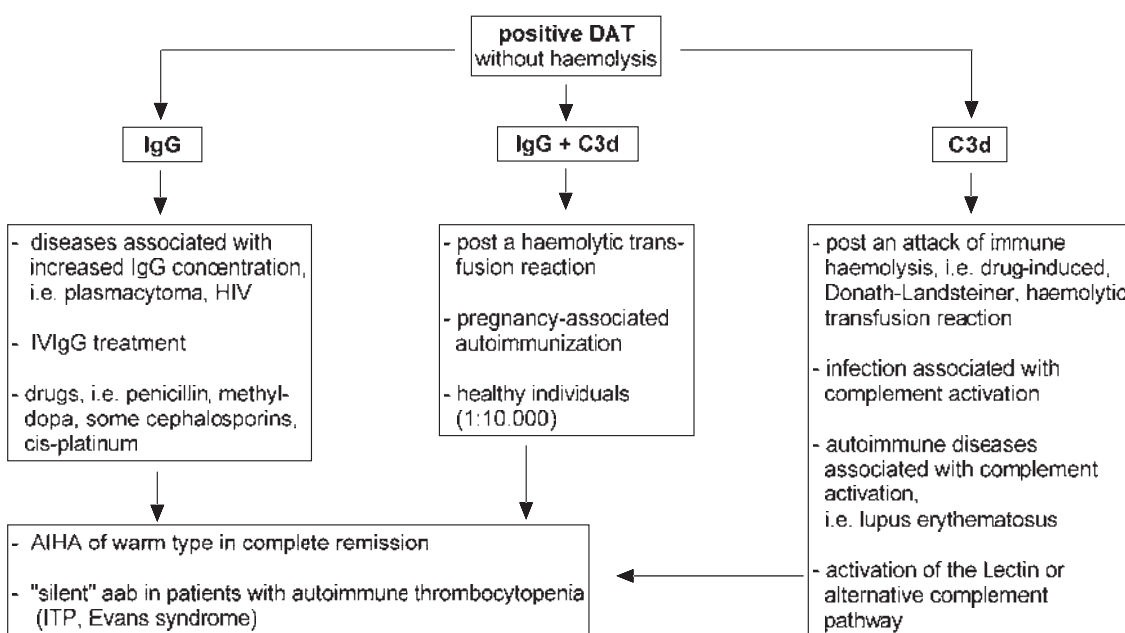 positive DAT
without haemolysis
IgG
IgG + C3d
C3d
- diseases associated with
increased IgG concentration,
i.e. plasmacytoma, HIV
- IVIgG treatment
- drugs, i.e. penicillin, methyl-
dopa, some cephalosporins,
cis-platinum
- post a haemolytic trans-
fusion reaction
- pregnancy-associated
autoimmunization
- healthy individuals
(1:10.000)
- post an attack of immune
haemolysis, i.e. drug-induced,
Donath-Landsteiner, haemolytic
transfusion reaction
- infection associated with
complement activation
- autoimmune diseases
associated with complement
activation,
i.e. lupus erythematosus
- activation of the Lectin or
alternative complement
pathway
- AIHA of warm type in complete remission
- "silent" aab in patients with autoimmune thrombocytopenia
(ITP, Evans syndrome)